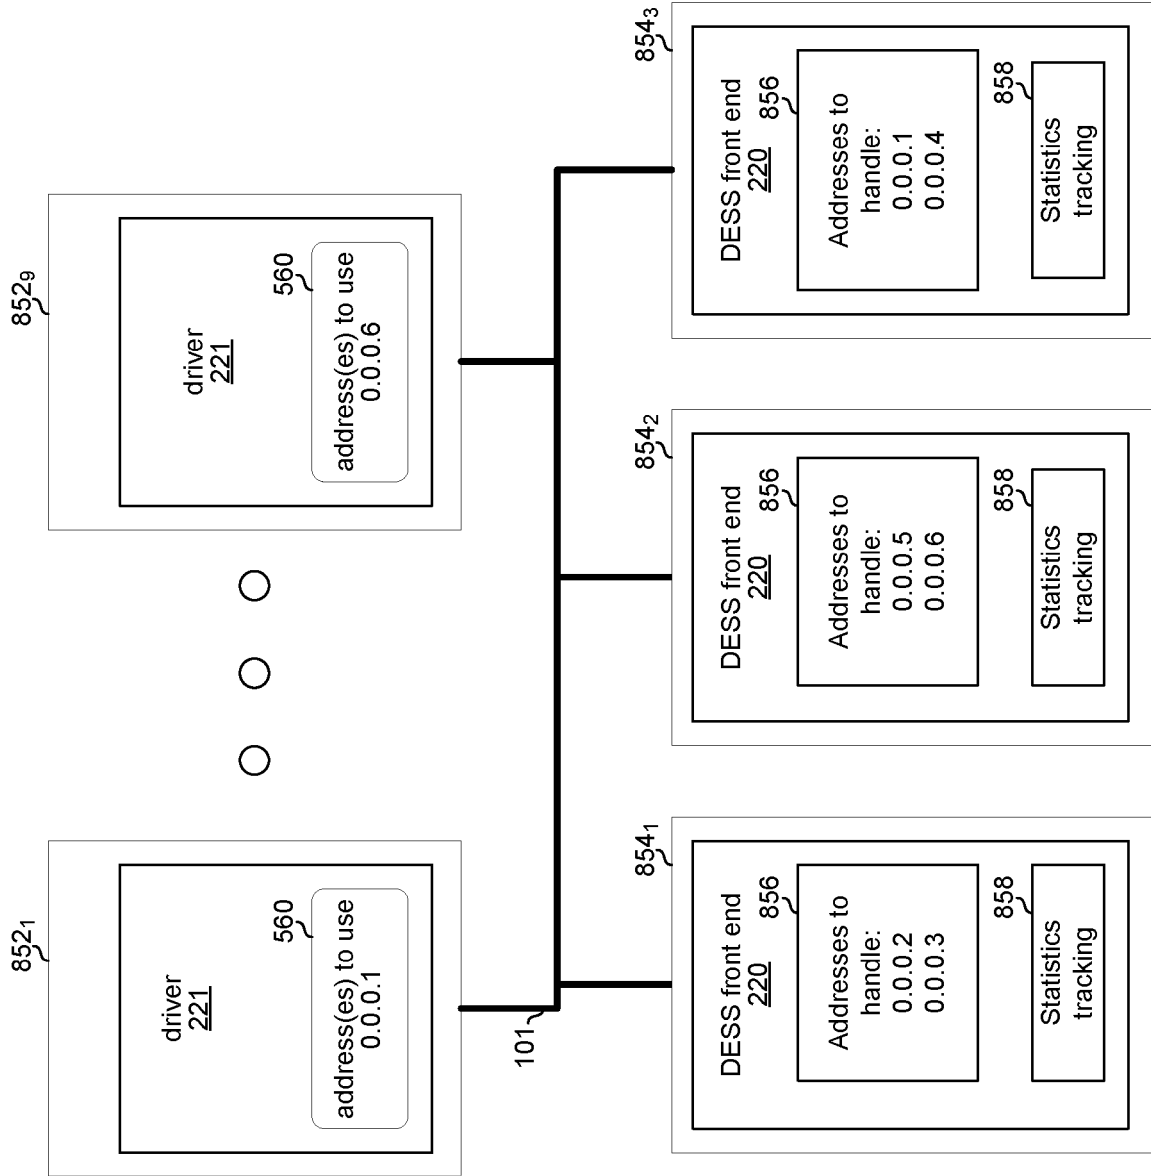 852₁
driver
221
560
address(es) to use
0.0.0.1
852₉
driver
221
560
address(es) to use
0.0.0.6
101
854₁
DESS front end
220
856
Addresses to
handle:
0.0.0.2
0.0.0.3
858
Statistics
tracking
854₂
DESS front end
220
856
Addresses to
handle:
0.0.0.5
0.0.0.6
858
Statistics
tracking
854₃
DESS front end
220
856
Addresses to
handle:
0.0.0.1
0.0.0.4
858
Statistics
tracking